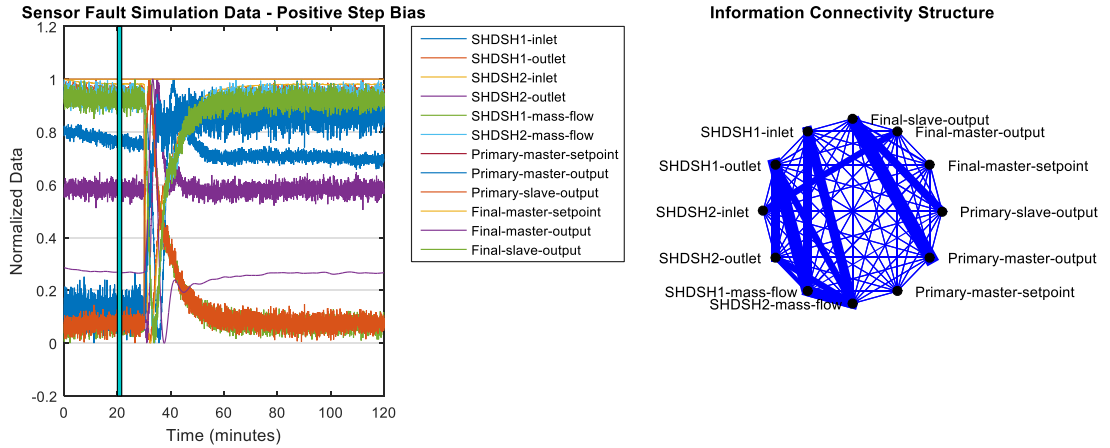 Sensor Fault Simulation Data - Positive Step Bias
1.2
1
0.8
0.6
0.4
0.2
0
-0.2
Normalized Data
0 20 40 60 80 100 120
Time (minutes)
SHDSH1-inlet
SHDSH1-outlet
SHDSH2-inlet
SHDSH2-outlet
SHDSH1-mass-flow
SHDSH2-mass-flow
Primary-master-setpoint
Primary-master-output
Primary-slave-output
Final-master-setpoint
Final-master-output
Final-slave-output
Information Connectivity Structure
Final-slave-output
SHDSH1-inlet
Final-master-output
SHDSH1-outlet
Final-master-setpoint
SHDSH2-inlet
Primary-slave-output
SHDSH2-outlet
Primary-master-output
SHDSH1-mass-flow
Primary-master-setpoint
SHDSH2-mass-flow